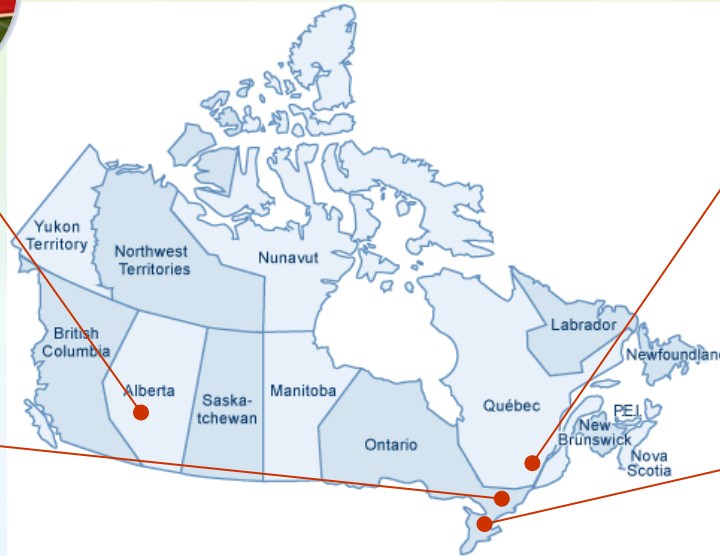 Yukon
Territory
Northwest
Territories
Nunavut
British
Columbia
Alberta
Saska-
tchewan
Manitoba
Ontario
Québec
Labrador
Newfoundland
P.E.I.
New
Brunswick
Nova
Scotia